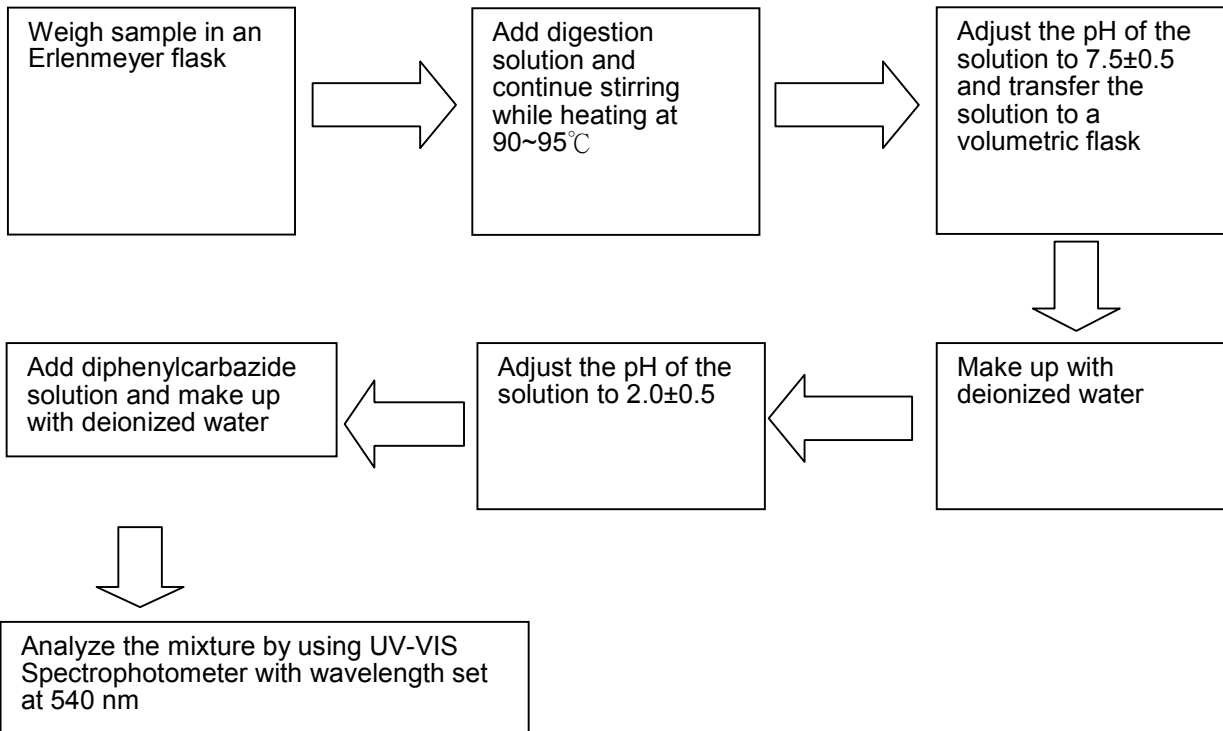 Weigh sample in an
Erlenmeyer flask
Add digestion
solution and
continue stirring
while heating at
90~95℃
Adjust the pH of the
solution to 7.5±0.5
and transfer the
solution to a
volumetric flask
Make up with
deionized water
Adjust the pH of the
solution to 2.0±0.5
Add diphenylcarbazide
solution and make up
with deionized water
Analyze the mixture by using UV-VIS
Spectrophotometer with wavelength set
at 540 nm